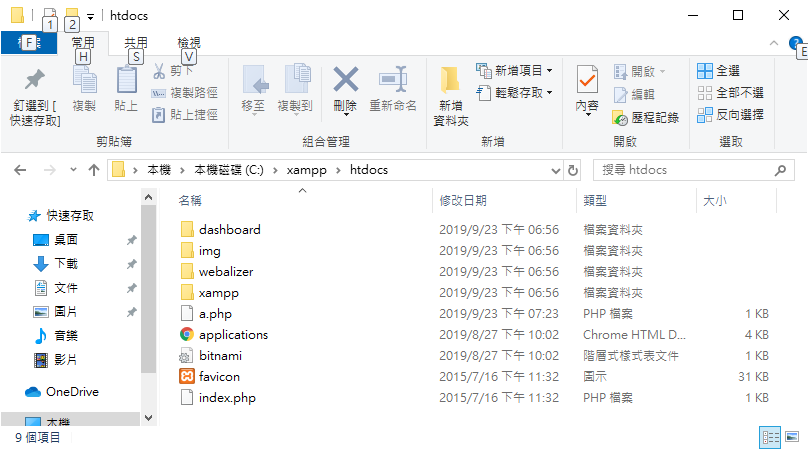 htdocs
1 2
檔案 常用 共用 檢視
F H S V E
釘選到 [
快速存取]
複製
貼上
剪下
複製路徑
貼上捷徑
剪貼簿
移至
複製到
刪除
重新命名
組合管理
新增
資料夾
新增項目
輕鬆存取
新增
內容
開啟
編輯
歷程記錄
開啟
全選
全部不選
反向選擇
選取
本機 本機磁碟 (C:) xampp htdocs
搜尋 htdocs
快速存取
桌面
下載
文件
圖片
音樂
影片
OneDrive
本機
名稱 修改日期 類型 大小
dashboard 2019/9/23 下午 06:56 檔案資料夾
img 2019/9/23 下午 06:56 檔案資料夾
webalizer 2019/9/23 下午 06:56 檔案資料夾
xampp 2019/9/23 下午 06:56 檔案資料夾
a.php 2019/9/23 下午 07:23 PHP 檔案 1 KB
applications 2019/8/27 下午 10:02 Chrome HTML D... 4 KB
bitnami 2019/8/27 下午 10:02 階層式樣式表文件 1 KB
favicon 2015/7/16 下午 11:32 圖示 31 KB
index.php 2015/7/16 下午 11:32 PHP 檔案 1 KB
9 個項目